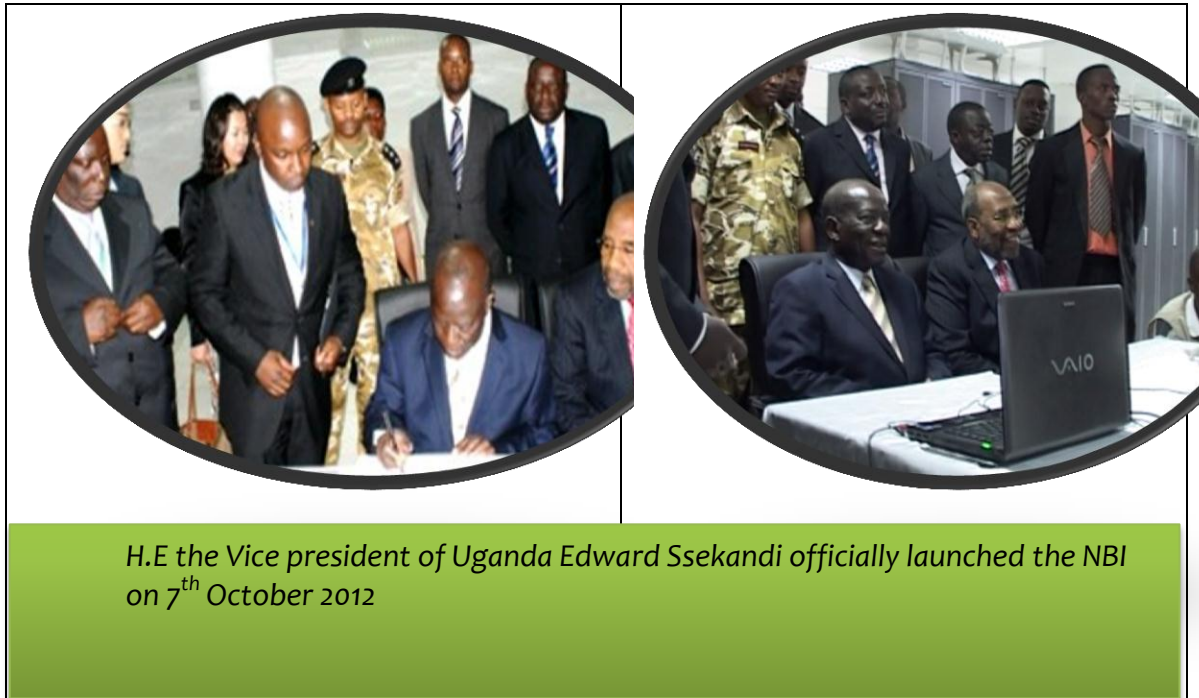 VAIO
H.E the Vice president of Uganda Edward Ssekandi officially launched the NBI
on 7th October 2012